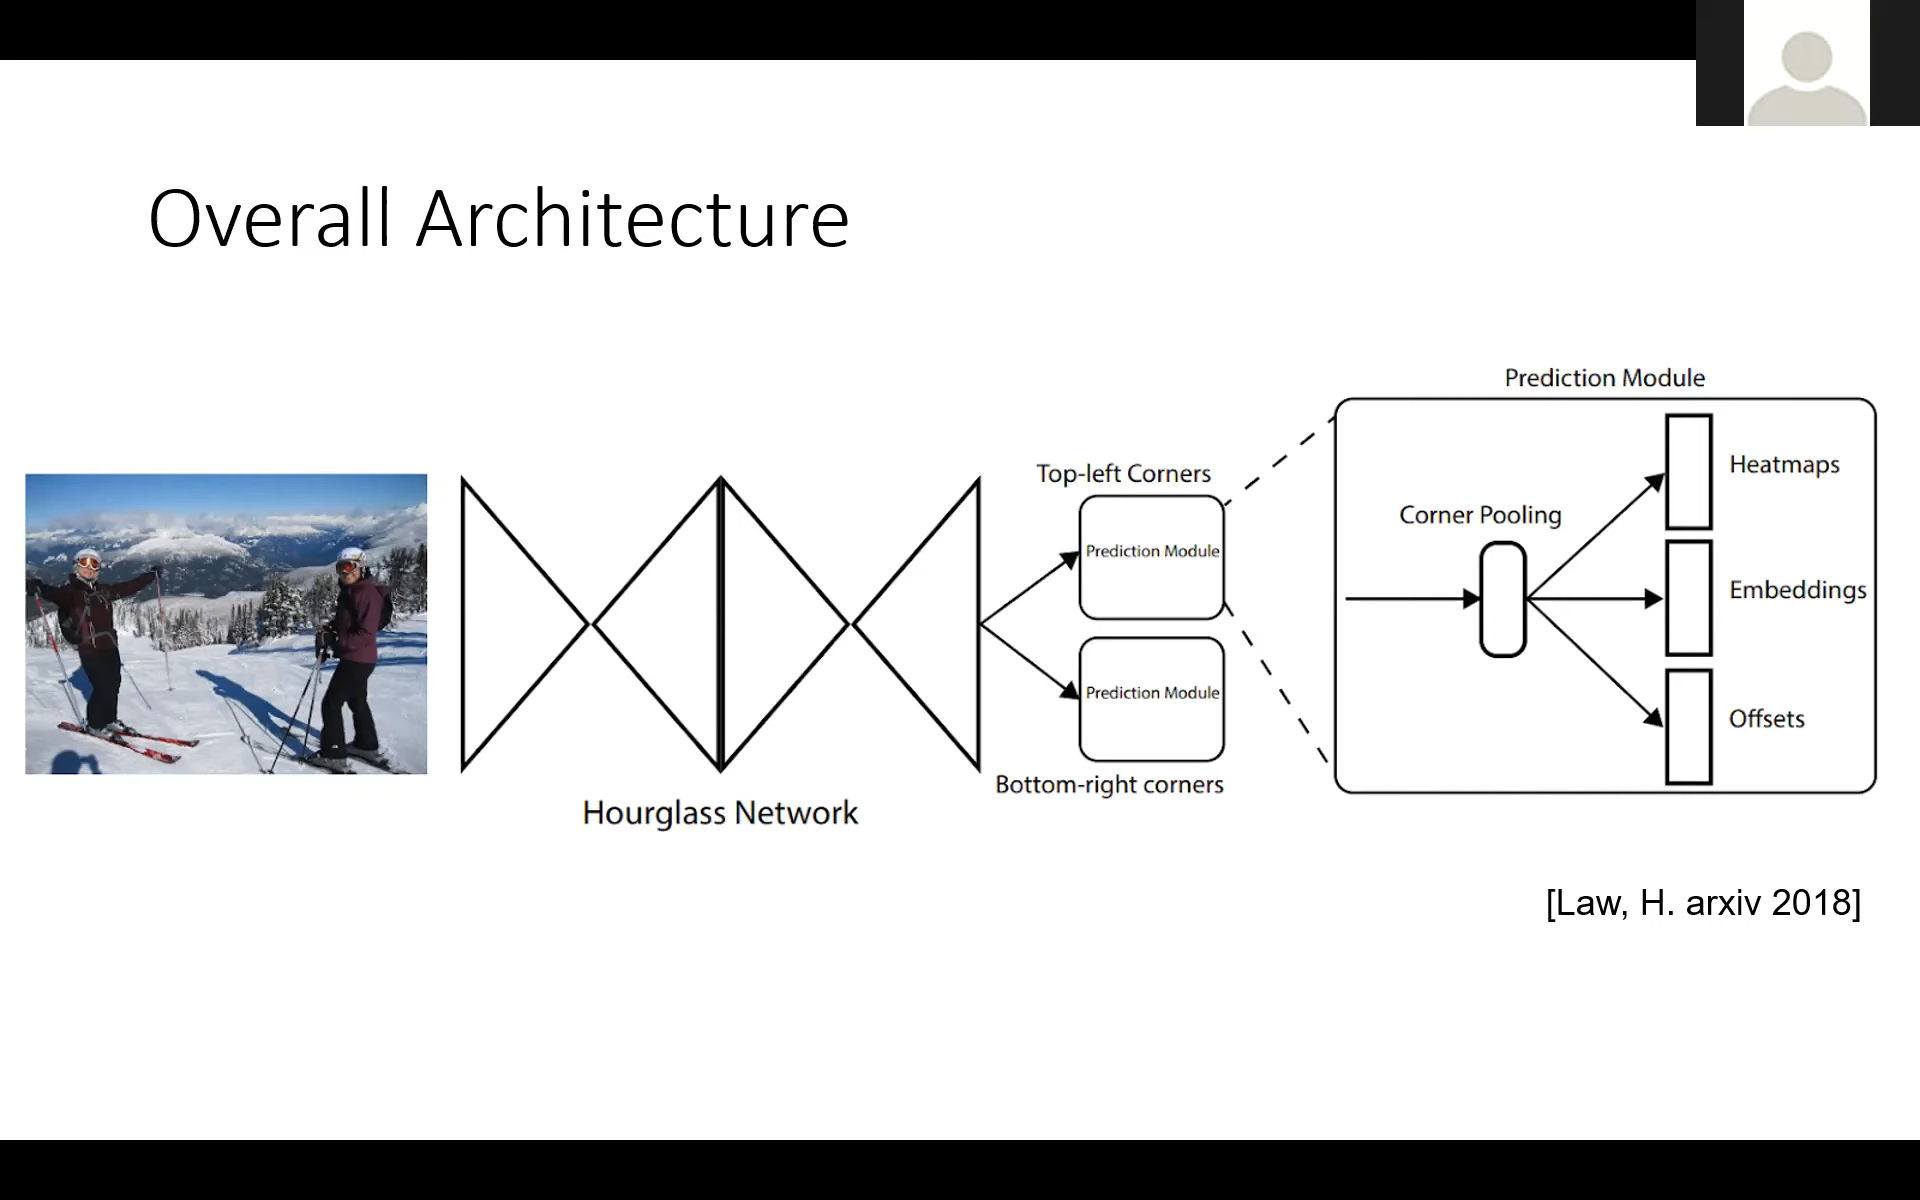 Overall Architecture
Prediction Module
Top-left Corners
Prediction Module
Prediction Module
Bottom-right corners
Hourglass Network
Corner Pooling
Heatmaps
Embeddings
Offsets
[Law, H. arxiv 2018]